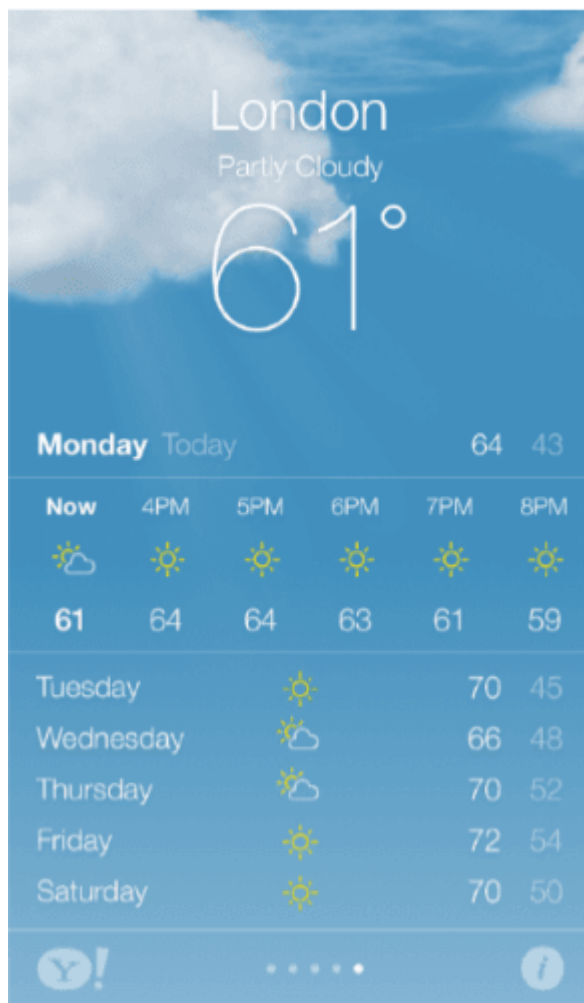 London
Partly Cloudy
61°
Monday Today 64 43
Now 4PM 5PM 6PM 7PM 8PM
61 64 64 63 61 59
Tuesday 70 45
Wednesday 66 48
Thursday 70 52
Friday 72 54
Saturday 70 50
Y! i